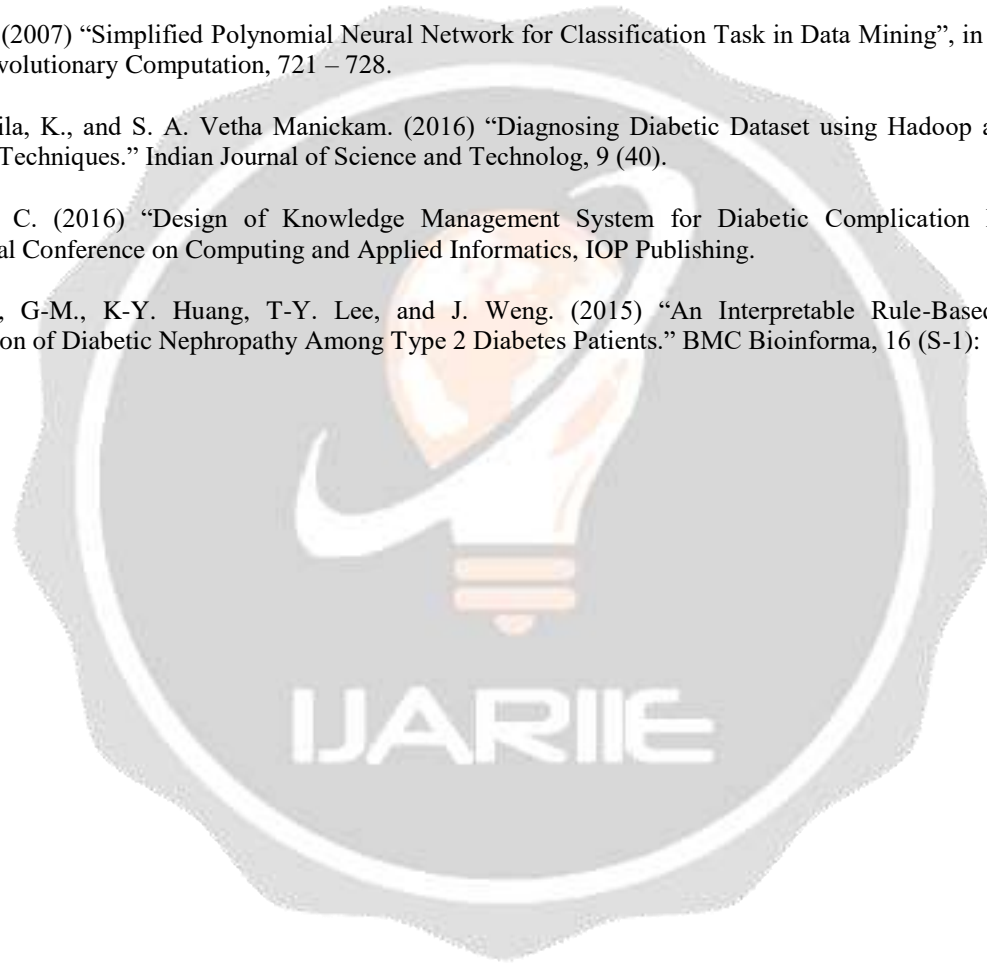 (2007) “Simplified Polynomial Neural Network for Classification Task in Data Mining”, in
volutionary Computation, 721 – 728.
ila, K., and S. A. Vetha Manickam. (2016) “Diagnosing Diabetic Dataset using Hadoop a
Techniques.” Indian Journal of Science and Technolog, 9 (40).
C. (2016) “Design of Knowledge Management System for Diabetic Complication
al Conference on Computing and Applied Informatics, IOP Publishing.
, G-M., K-Y. Huang, T-Y. Lee, and J. Weng. (2015) “An Interpretable Rule-Based
on of Diabetic Nephropathy Among Type 2 Diabetes Patients.” BMC Bioinforma, 16 (S-1):
IJARIIE